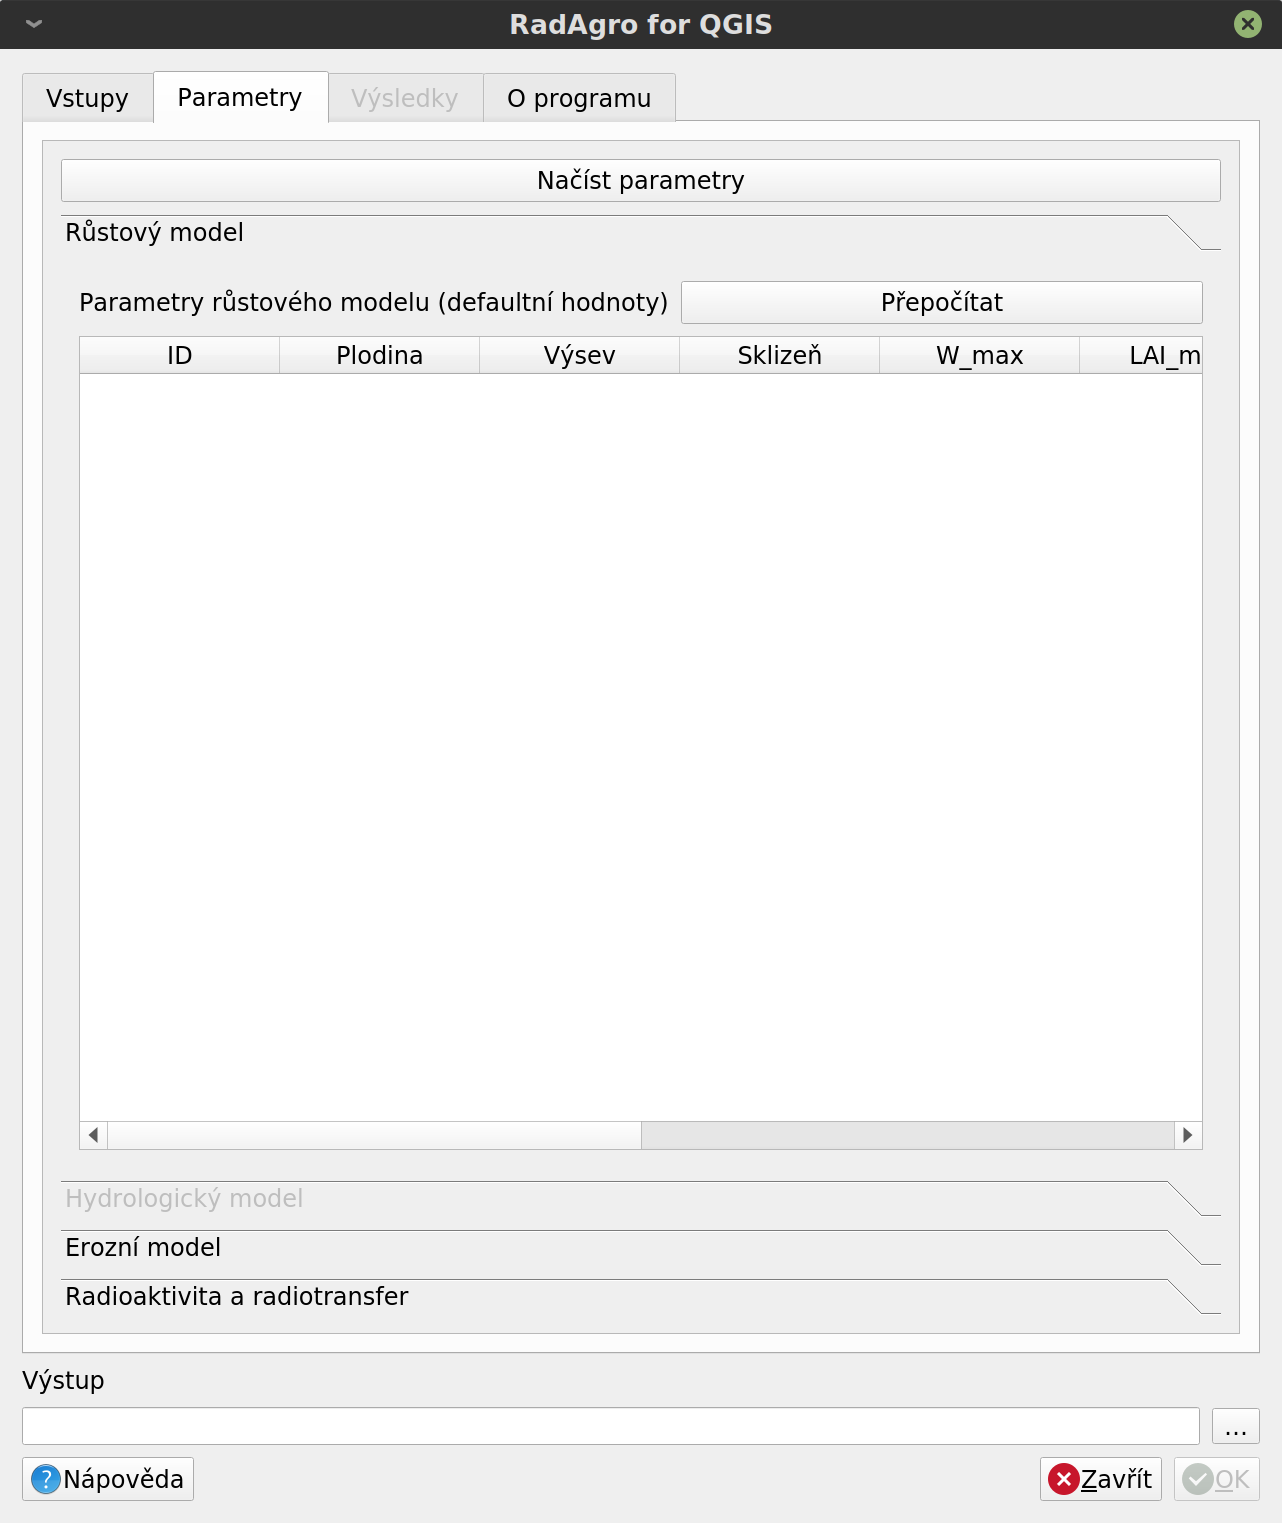 RadAgro for QGIS
Vstupy Parametry Výsledky O programu
Načíst parametry
Růstový model
Parametry růstového modelu (defaultní hodnoty) Přepočítat
ID Plodina Výsev Sklizeň W_max LAI_m
Hydrologický model
Erozní model
Radioaktivita a radiotransfer
Výstup
...
Nápověda Zavřít OK